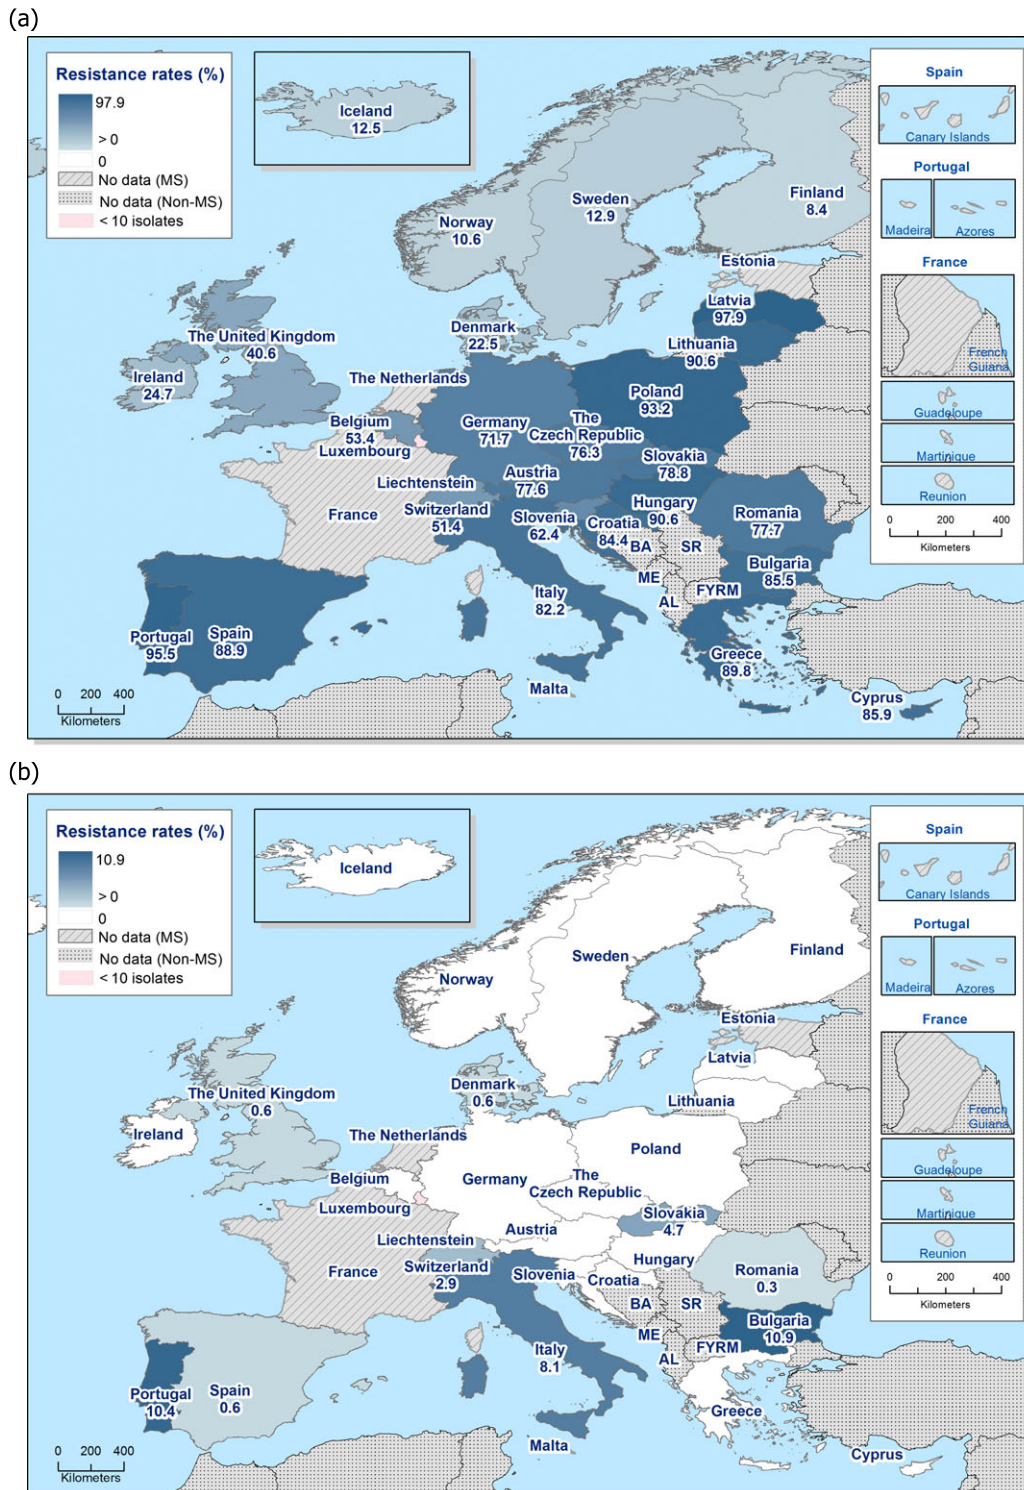 (a)
Resistance rates (%)
97.9
> 0
0
No data (MS)
No data (Non-MS)
< 10 isolates
Iceland
12.5
Spain
Canary Islands
Portugal
Madeira
Azores
France
French
Guiana
Guadeloupe
Martinique
Reunion
0 200 400
Kilometers
Finland
8.4
Sweden
12.9
Norway
10.6
Estonia
Latvia
97.9
Denmark
22.5
The United Kingdom
40.6
Lithuania
90.6
Ireland
24.7
The Netherlands
Poland
93.2
Belgium
53.4
Germany
71.7
The
Czech Republic
76.3
Luxembourg
Slovakia
78.8
Austria
77.6
Liechtenstein
Switzerland
51.4
France
Hungary
90.6
Slovenia
62.4
Croatia
84.4
Romania
77.7
BA
SR
Bulgaria
85.5
ME
FYRM
AL
Italy
82.2
Portugal
95.5
Spain
88.9
Greece
89.8
Malta
Cyprus
85.9
0 200 400
Kilometers
(b)
Resistance rates (%)
10.9
> 0
0
No data (MS)
No data (Non-MS)
< 10 isolates
Iceland
Spain
Canary Islands
Portugal
Madeira
Azores
France
French
Guiana
Guadeloupe
Martinique
Reunion
0 200 400
Kilometers
Finland
Sweden
Norway
Estonia
Latvia
Denmark
0.6
The United Kingdom
0.6
Lithuania
Ireland
The Netherlands
Poland
Belgium
Germany
The
Czech Republic
Luxembourg
Slovakia
4.7
Austria
Liechtenstein
Switzerland
2.9
France
Hungary
Slovenia
Croatia
Romania
0.3
BA
SR
Bulgaria
10.9
ME
FYRM
AL
Italy
8.1
Portugal
10.4
Spain
0.6
Greece
Malta
Cyprus
0 200 400
Kilometers